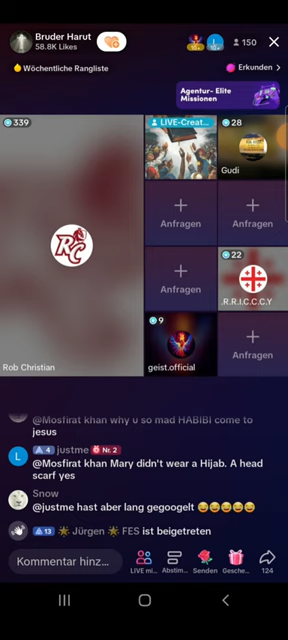 Bruder Harut
58.8K Likes
150
Wöchentliche Rangliste
Erkunden >
Agentur- Elite
Missionen
339
LIVE-Creat...
28
Gudi
Anfragen
Anfragen
Anfragen
22
.R.R.I.C.C.C.Y
9
geist.official
Anfragen
RC
Rob Christian
@Mosfirat khan why u so mad HABIBI come to
jesus
L
4 justme Nr. 2
@Mosfirat khan Mary didn't wear a Hijab. A head
scarf yes
Snow
@justme hast aber lang gegoogelt 😂😂😂😂😂
13 🌟 Jürgen 🌟 FES ist beigetreten
Kommentar hinz...
LIVE mi...
Abstim...
Senden
Gesche...
124